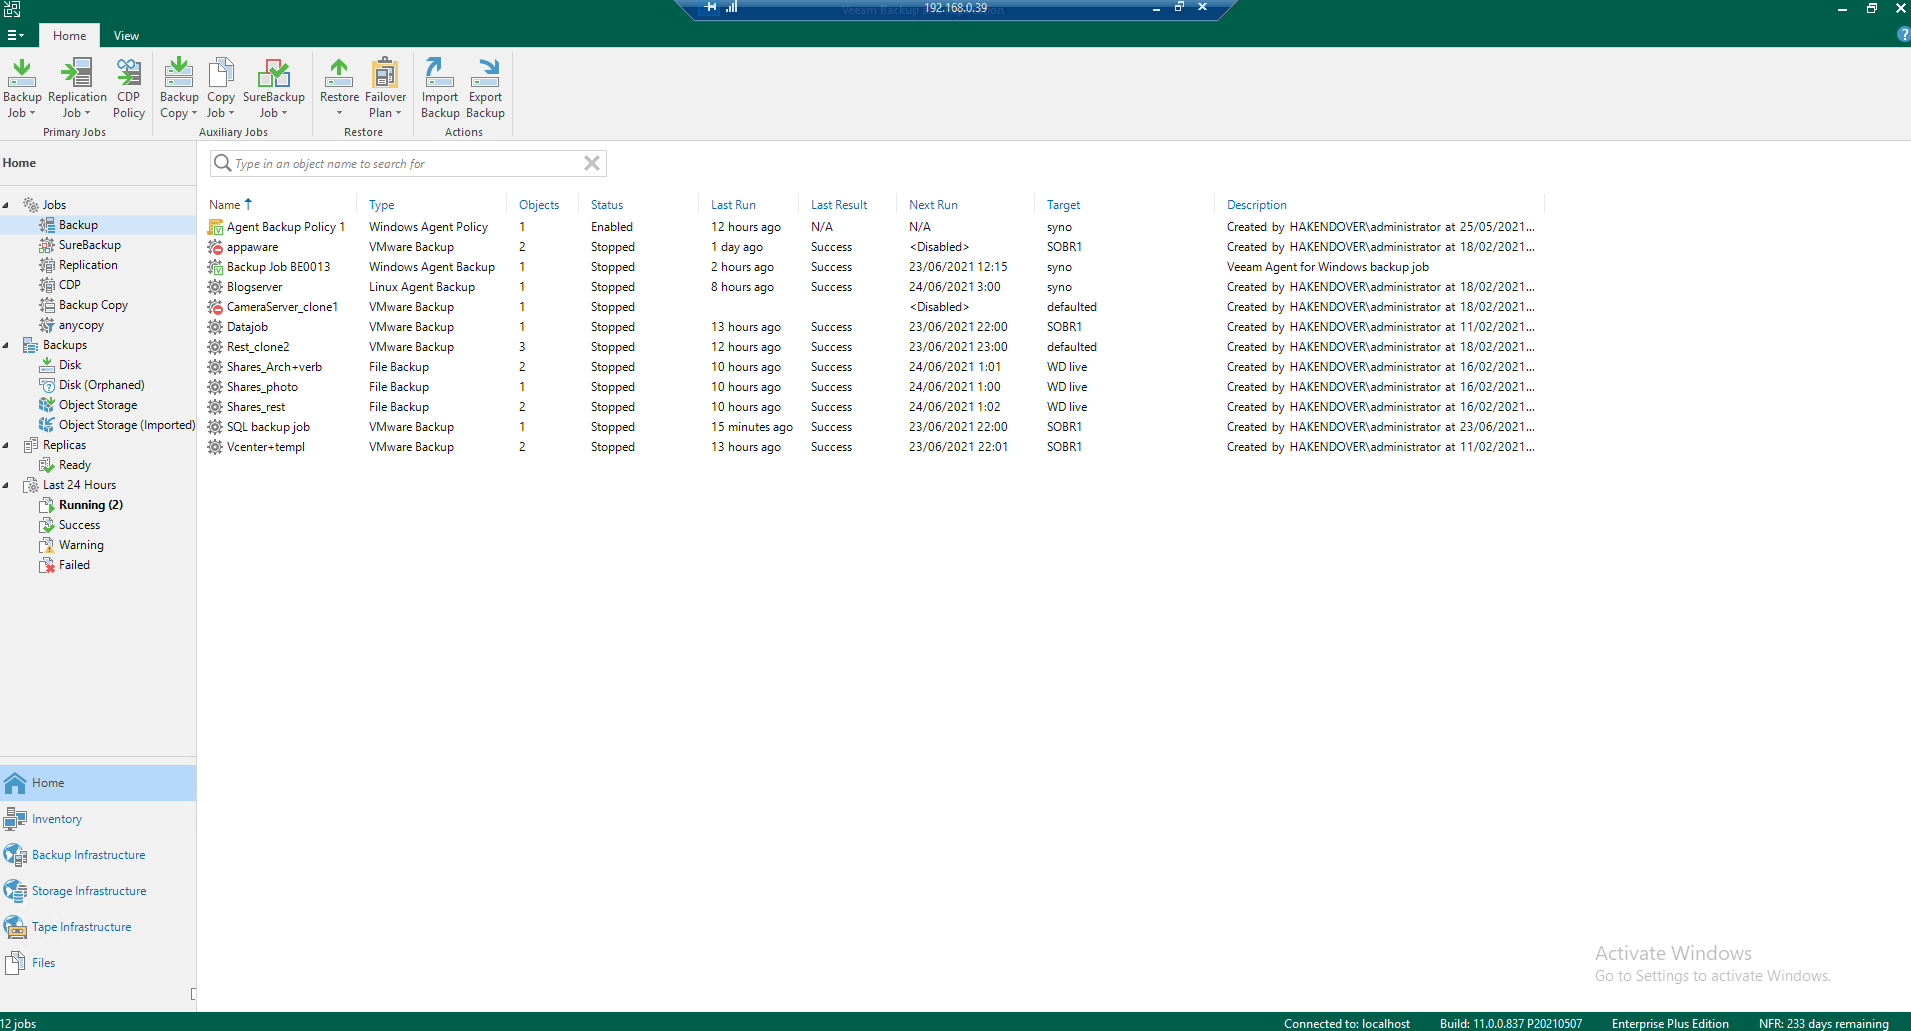 192.168.0.39
Home View
Backup Job
Replication Job
CDP Policy
Primary Jobs
Backup Copy
Copy Job
SureBackup Job
Auxiliary Jobs
Restore
Failover Plan
Restore
Import Backup
Export Backup
Actions
Home
Jobs
Backup
SureBackup
Replication
CDP
Backup Copy
anycopy
Backups
Disk
Disk (Orphaned)
Object Storage
Object Storage (Imported)
Replicas
Ready
Last 24 Hours
Running (2)
Success
Warning
Failed
Home
Inventory
Backup Infrastructure
Storage Infrastructure
Tape Infrastructure
Files
Type in an object name to search for
Name Type Objects Status Last Run Last Result Next Run Target Description
Agent Backup Policy 1 Windows Agent Policy 1 Enabled 12 hours ago N/A N/A syno Created by HAKENDOVER\administrator at 25/05/2021...
appaware VMware Backup 2 Stopped 1 day ago Success <Disabled> SOBR1 Created by HAKENDOVER\administrator at 18/02/2021...
Backup Job BE0013 Windows Agent Backup 1 Stopped 2 hours ago Success 23/06/2021 12:15 syno Veeam Agent for Windows backup job
Blogserver Linux Agent Backup 1 Stopped 8 hours ago Success 24/06/2021 3:00 syno Created by HAKENDOVER\administrator at 18/02/2021...
CameraServer_clone1 VMware Backup 1 Stopped <Disabled> defaulted Created by HAKENDOVER\administrator at 18/02/2021...
Datajob VMware Backup 1 Stopped 13 hours ago Success 23/06/2021 22:00 SOBR1 Created by HAKENDOVER\administrator at 11/02/2021...
Rest_clone2 VMware Backup 3 Stopped 12 hours ago Success 23/06/2021 23:00 defaulted Created by HAKENDOVER\administrator at 18/02/2021...
Shares_Arch+verb File Backup 2 Stopped 10 hours ago Success 24/06/2021 1:01 WD live Created by HAKENDOVER\administrator at 16/02/2021...
Shares_photo File Backup 1 Stopped 10 hours ago Success 24/06/2021 1:00 WD live Created by HAKENDOVER\administrator at 16/02/2021...
Shares_rest File Backup 2 Stopped 10 hours ago Success 24/06/2021 1:02 WD live Created by HAKENDOVER\administrator at 16/02/2021...
SQL backup job VMware Backup 1 Stopped 15 minutes ago Success 23/06/2021 22:00 SOBR1 Created by HAKENDOVER\administrator at 23/06/2021...
Vcenter+templ VMware Backup 2 Stopped 13 hours ago Success 23/06/2021 22:01 SOBR1 Created by HAKENDOVER\administrator at 11/02/2021...
Activate Windows
Go to Settings to activate Windows.
12 jobs Connected to: localhost Build: 11.0.0.837 P20210507 Enterprise Plus Edition NFR: 233 days remaining